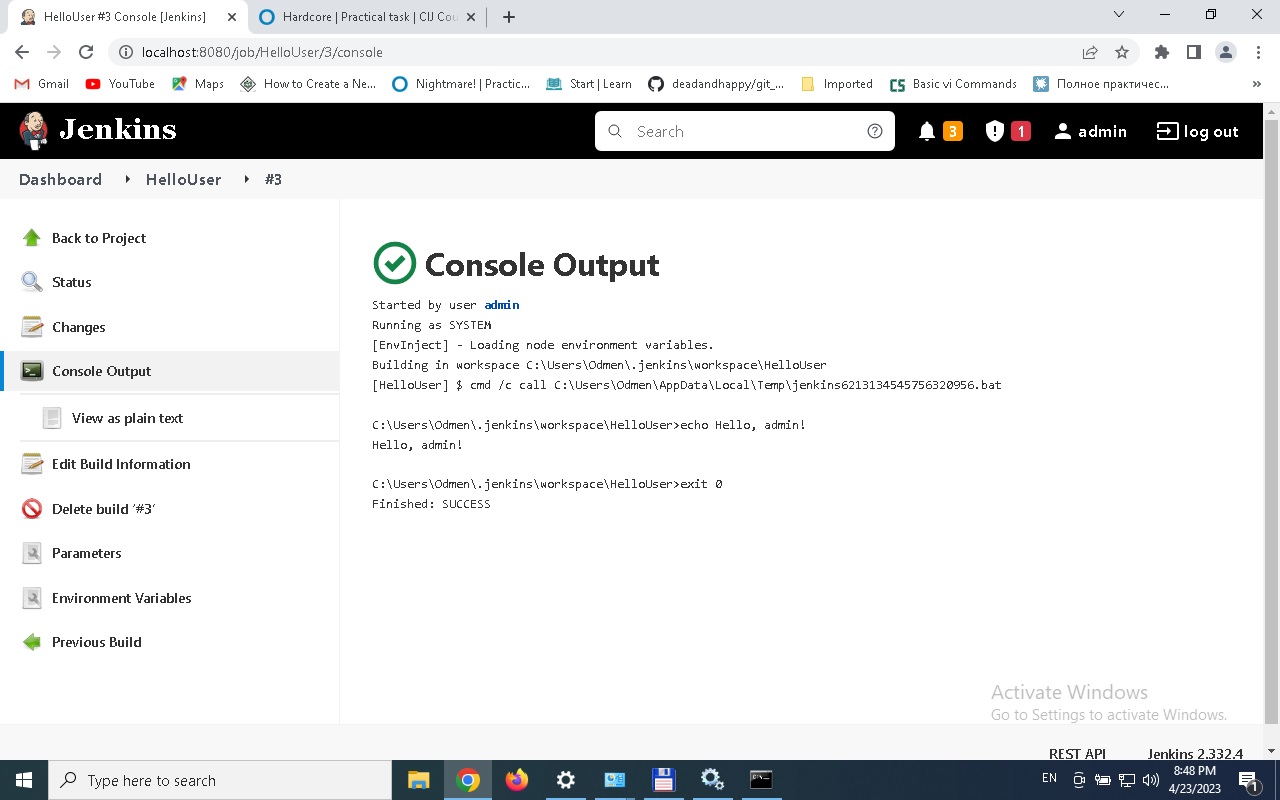 HelloUser #3 Console [Jenkins]
Hardcore | Practical task | CIJ Cou
localhost:8080/job/HelloUser/3/console
Gmail
YouTube
Maps
How to Create a Ne...
Nightmare! | Practic...
Start | Learn
deadandhappy/git_...
Imported
Basic vi Commands
Полное практичес...
»
Jenkins
Search
3
1
admin
log out
Dashboard
HelloUser
#3
Back to Project
Status
Changes
Console Output
View as plain text
Edit Build Information
Delete build ‘#3’
Parameters
Environment Variables
Previous Build
Console Output
Started by user admin
Running as SYSTEM
[EnvInject] - Loading node environment variables.
Building in workspace C:\Users\Odmen\.jenkins\workspace\HelloUser
[HelloUser] $ cmd /c call C:\Users\Odmen\AppData\Local\Temp\jenkins6213134545756320956.bat
C:\Users\Odmen\.jenkins\workspace\HelloUser>echo Hello, admin!
Hello, admin!
C:\Users\Odmen\.jenkins\workspace\HelloUser>exit 0
Finished: SUCCESS
Activate Windows
Go to Settings to activate Windows.
REST API
Jenkins 2.332.4
Type here to search
EN
8:48 PM
4/23/2023
1